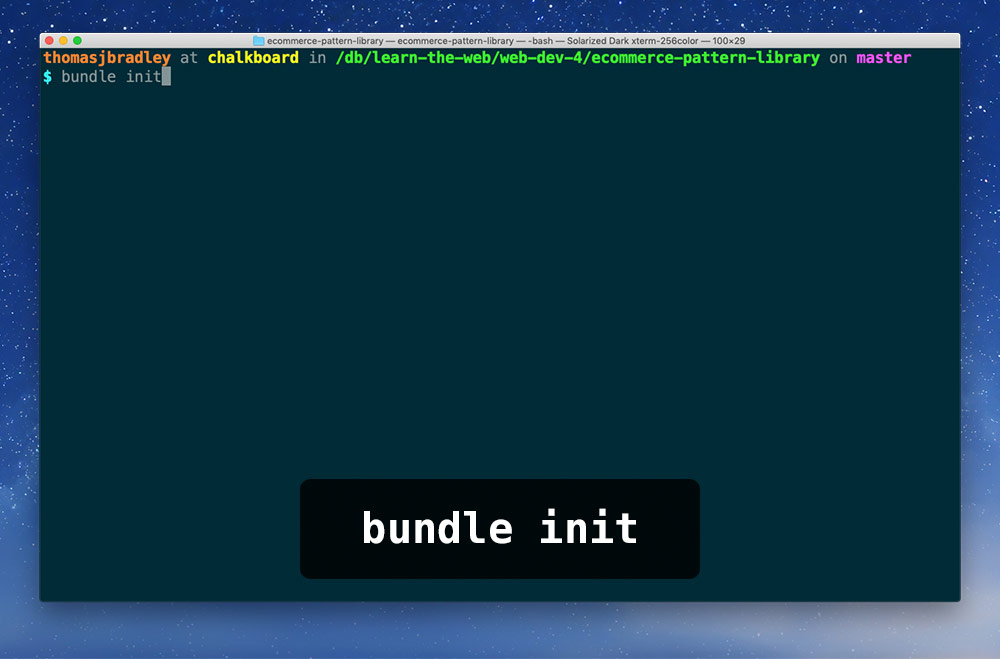 ecommerce-pattern-library — ecommerce-pattern-library — -bash — Solarized Dark xterm-256color — 100×29
thomasjbradley at chalkboard in /db/learn-the-web/web-dev-4/ecommerce-pattern-library on master
$ bundle init
bundle init